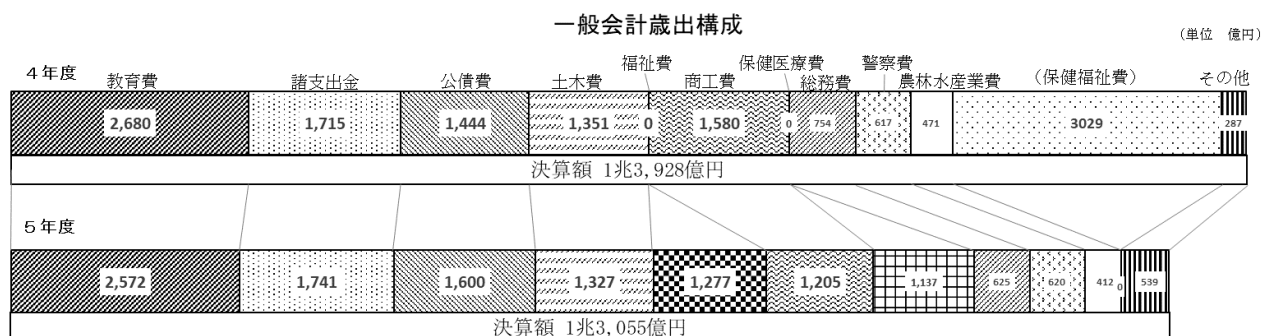 一般会計歳出構成
（単位　億円）
４年度
教育費
諸支出金
公債費
土木費
福祉費
商工費
保健医療費
総務費
警察費
農林水産業費
（保健福祉費）
その他
2,680
1,715
1,444
1,351
0
1,580
0
754
617
471
3029
287
決算額 1兆3,928億円
５年度
2,572
1,741
1,600
1,327
1,277
1,205
1,137
625
620
412
0
539
決算額 1兆3,055億円